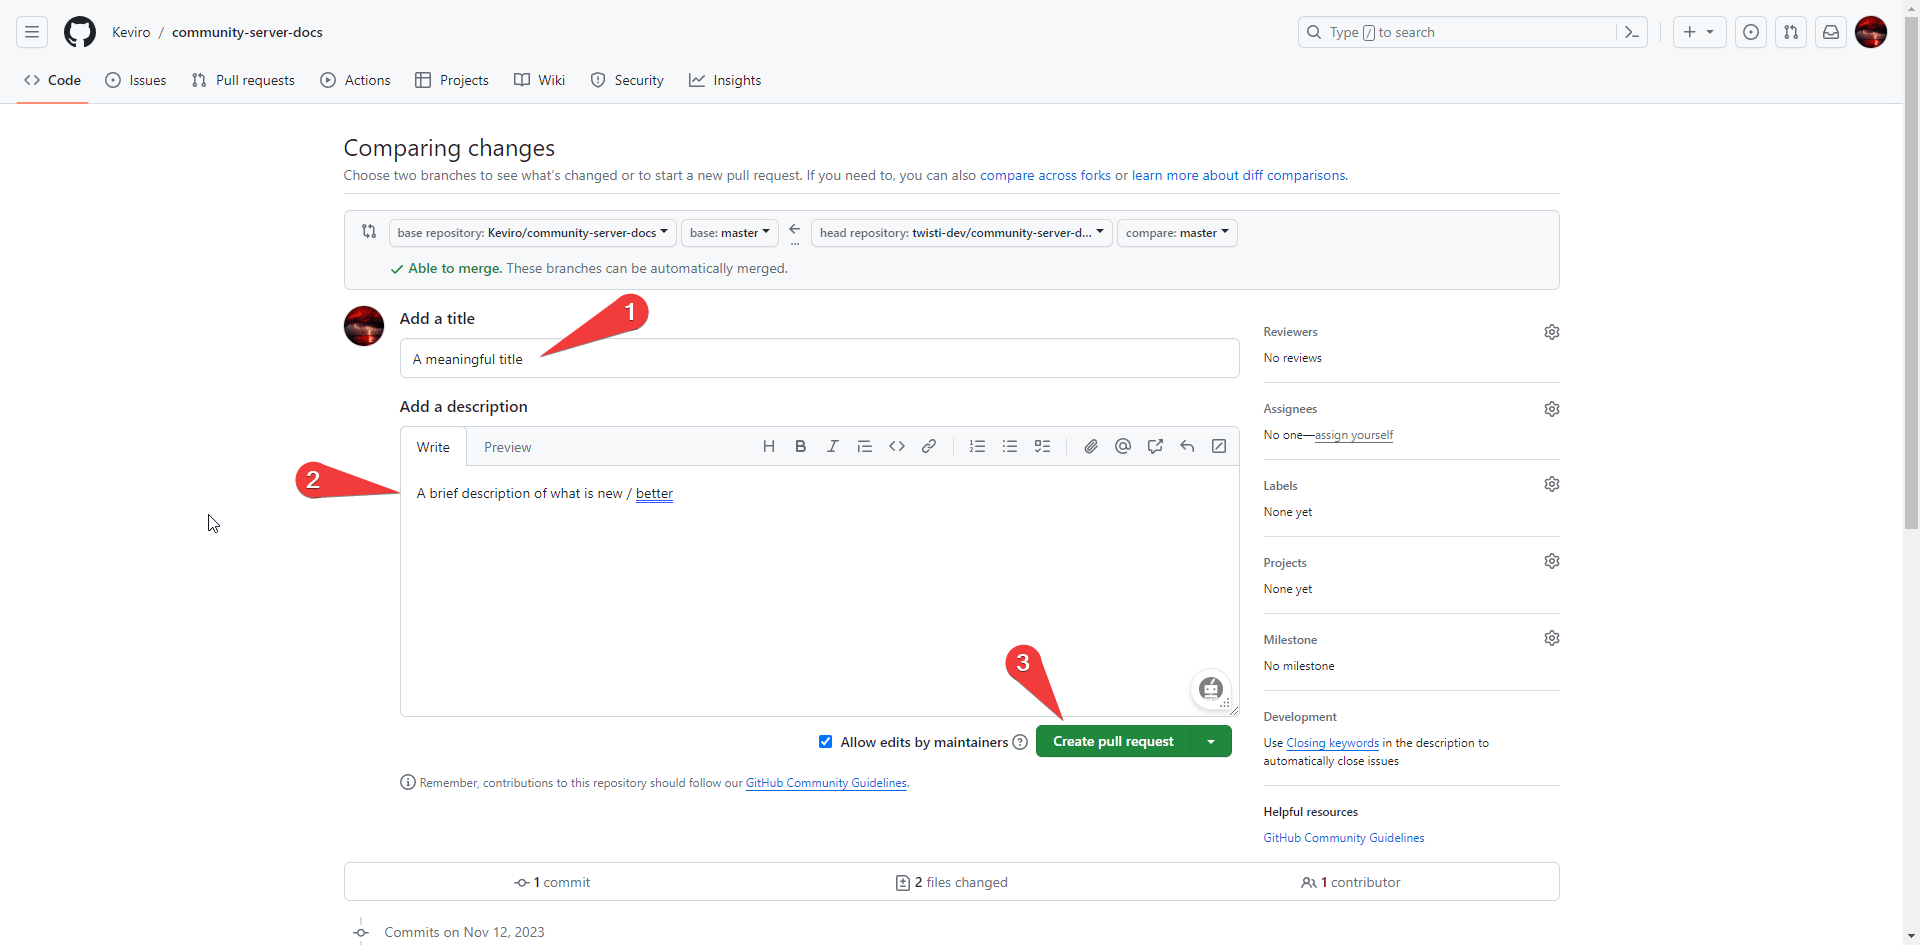 Keviro / community-server-docs
Type / to search
Code Issues Pull requests Actions Projects Wiki Security Insights
Comparing changes
Choose two branches to see what's changed or to start a new pull request. If you need to, you can also compare across forks or learn more about diff comparisons.
base repository: Keviro/community-server-docs base: master ... head repository: twisti-dev/community-server-d... compare: master
Able to merge. These branches can be automatically merged.
1
Add a title
A meaningful title
Add a description
Write Preview
2
A brief description of what is new / better
3
Allow edits by maintainers Create pull request
Remember, contributions to this repository should follow our GitHub Community Guidelines.
Reviewers
No reviews
Assignees
No one—assign yourself
Labels
None yet
Projects
None yet
Milestone
No milestone
Development
Use Closing keywords in the description to
automatically close issues
Helpful resources
GitHub Community Guidelines
1 commit 2 files changed 1 contributor
Commits on Nov 12, 2023